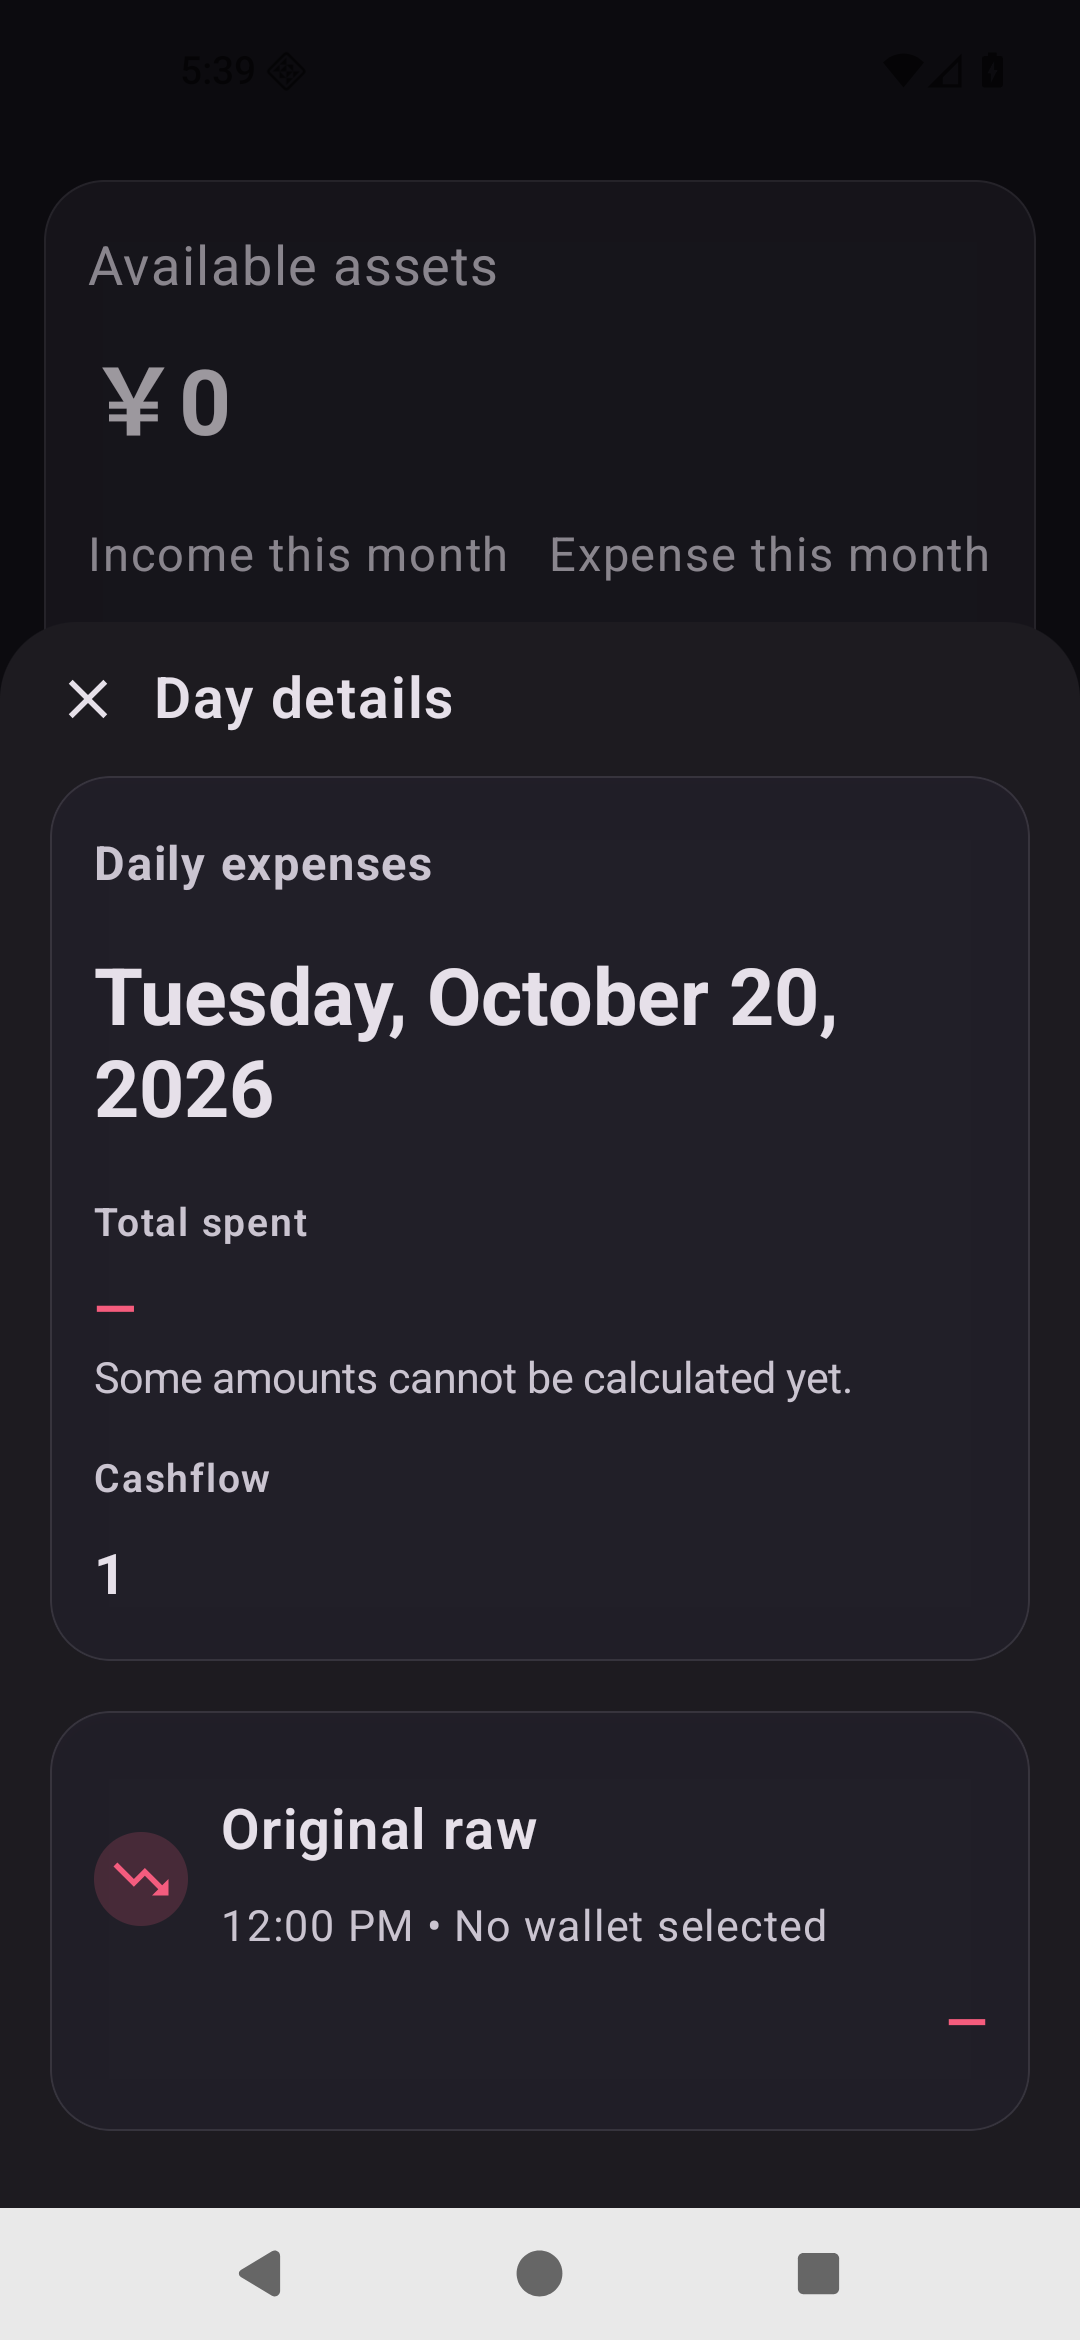 5:39
Available assets
¥0
Income this month Expense this month
Day details
Daily expenses
Tuesday, October 20,
2026
Total spent
—
Some amounts cannot be calculated yet.
Cashflow
1
Original raw
12:00 PM • No wallet selected
—